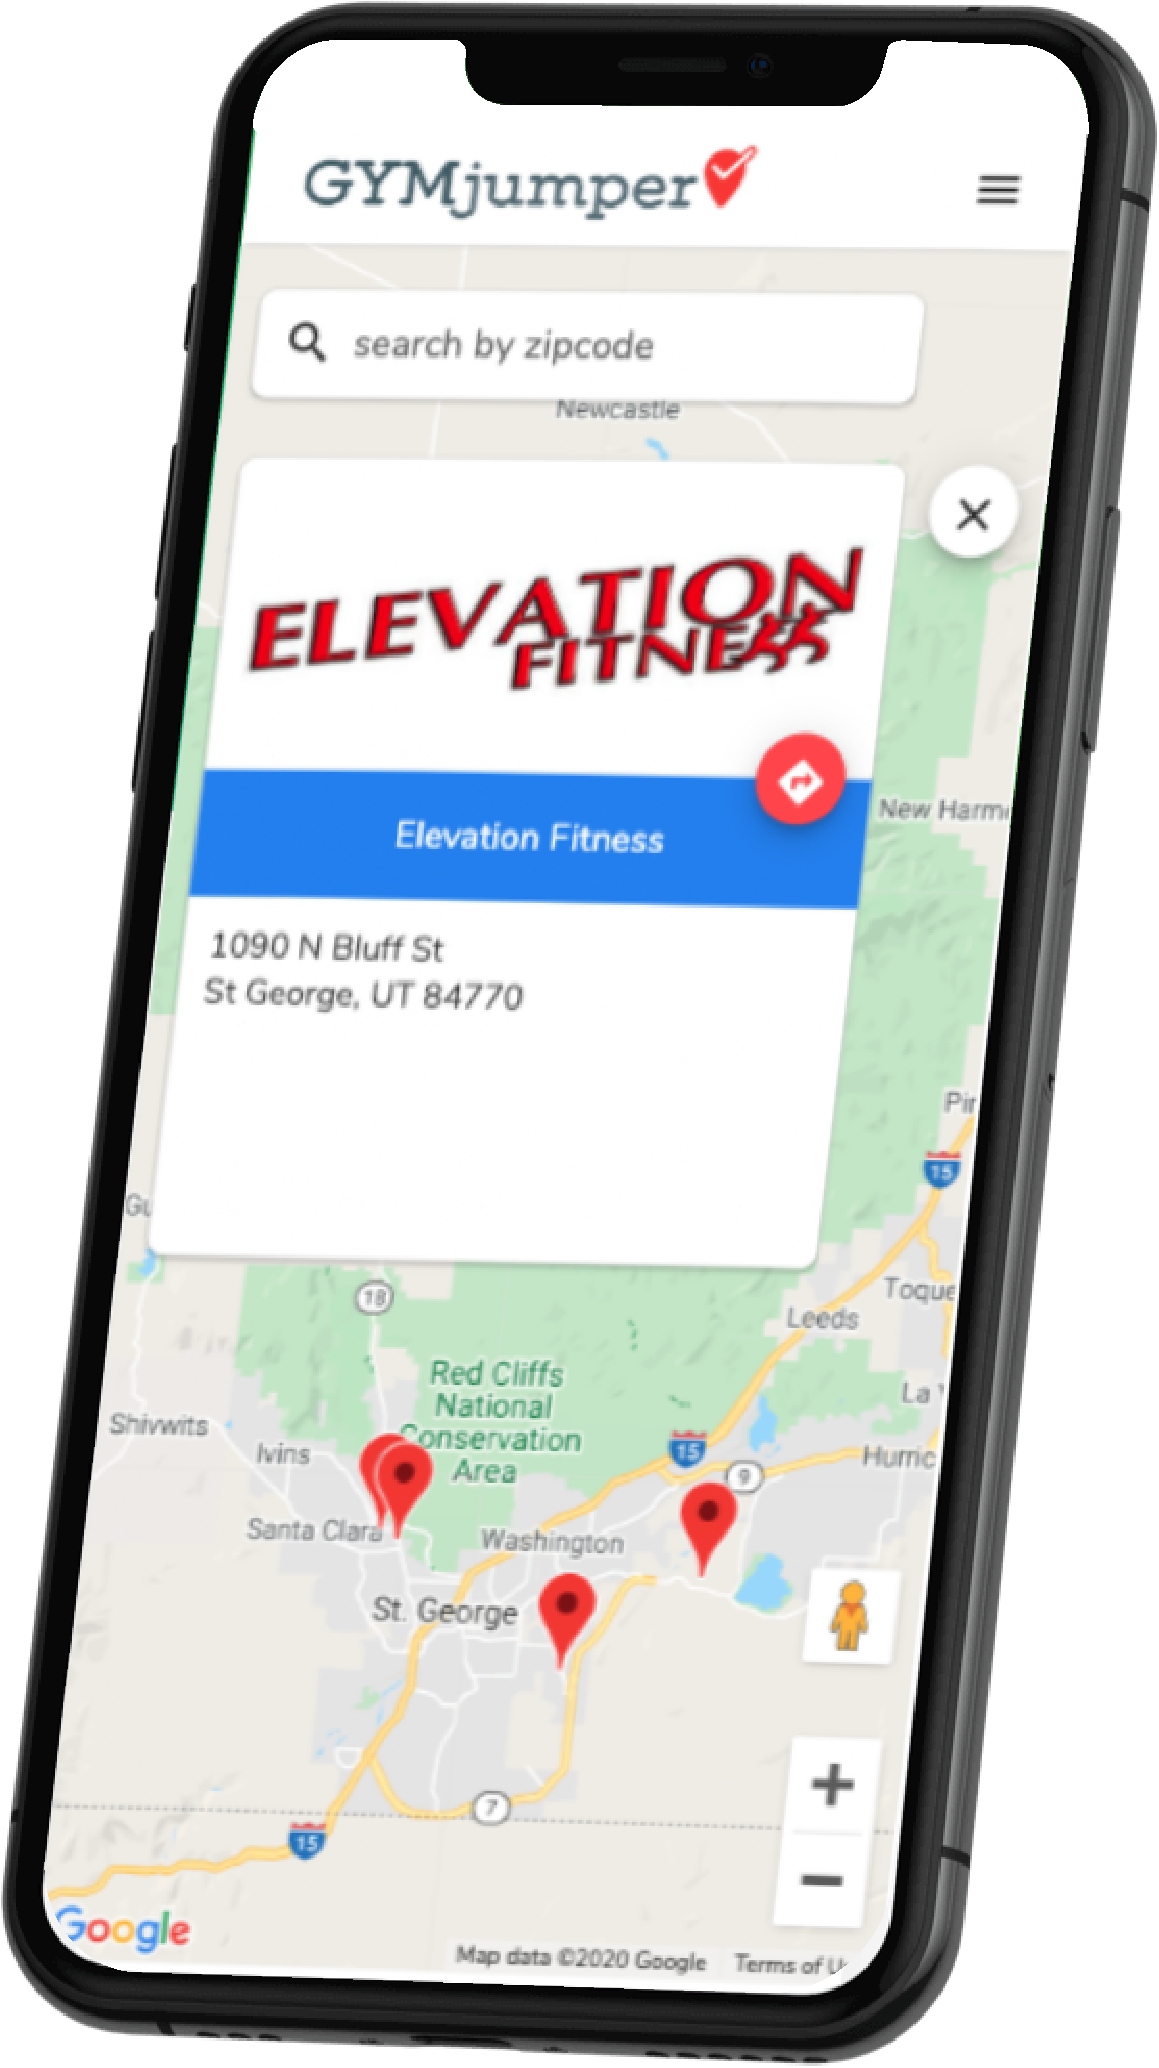 GYMjumper
search by zipcode
Newcastle
ELEVATION
FITNESS
Elevation Fitness
New Harm
1090 N Bluff St
St George, UT 84770
Pin
15
Gu
18
Toque
Leeds
Red Cliffs
National
Conservation
Area
La
Shivwits
Ivins
15
9
Hurric
Santa Clara
Washington
St. George
7
15
Google
Map data ©2020 Google
Terms of U